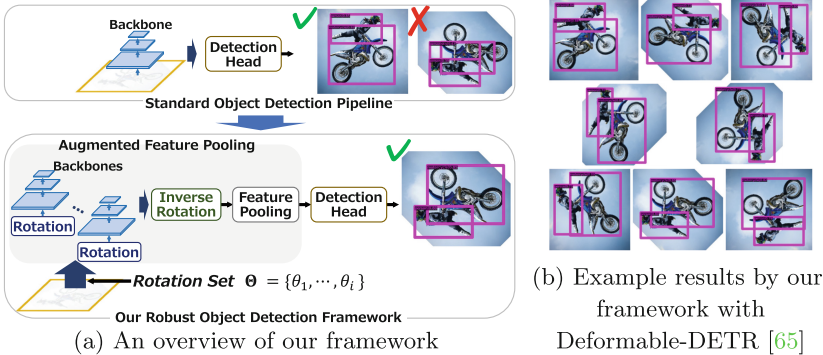 Backbone
Detection
Head
Standard Object Detection Pipeline
Augmented Feature Pooling
Backbones
Rotation
Rotation
Inverse
Rotation
Feature
Pooling
Detection
Head
Rotation Set Θ = {θ₁, ⋯, θᵢ}
Our Robust Object Detection Framework
(a) An overview of our framework
(b) Example results by our
framework with
Deformable-DETR [65]